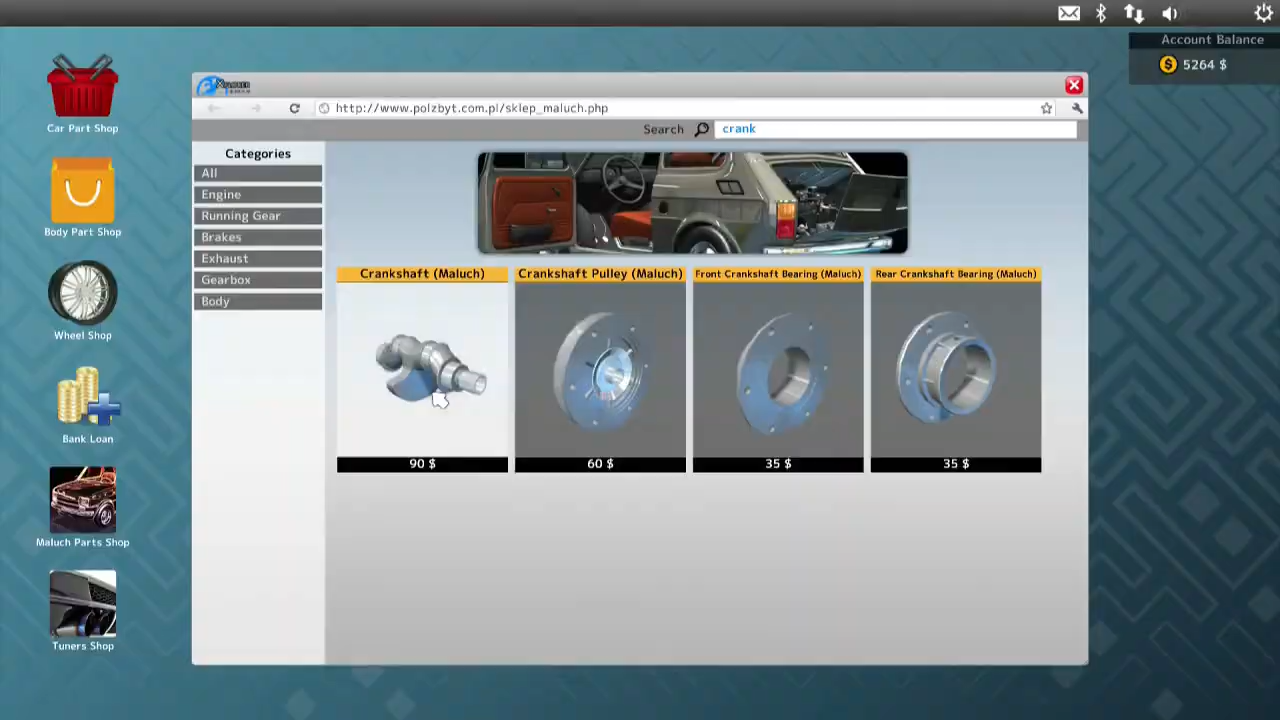 Account Balance
5264 $
http://www.polzbyt.com.pl/sklep_maluch.php
Search crank
Car Part Shop
Body Part Shop
Wheel Shop
Bank Loan
Maluch Parts Shop
Tuners Shop
Categories
All
Engine
Running Gear
Brakes
Exhaust
Gearbox
Body
Crankshaft (Maluch)
90 $
Crankshaft Pulley (Maluch)
60 $
Front Crankshaft Bearing (Maluch)
35 $
Rear Crankshaft Bearing (Maluch)
35 $